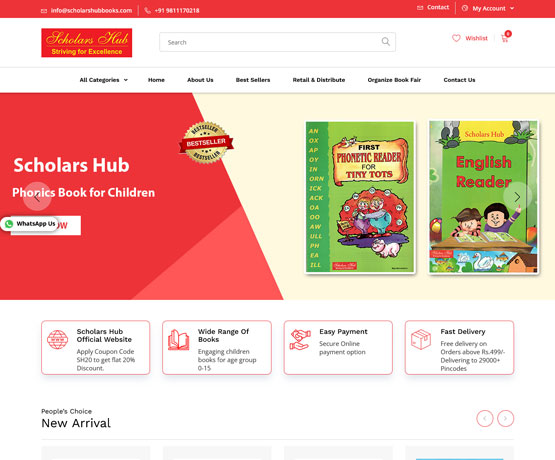 info@scholarshubbooks.com
+91 9811170218
Contact
My Account
Scholars Hub
Striving for Excellence
Search
Wishlist
0
All Categories
Home
About Us
Best Sellers
Retail & Distribute
Organize Book Fair
Contact Us
Scholars Hub
Phonics Book for Children
OW
WhatsApp Us
BESTSELLER
BESTSELLER
BESTSELLER
AN
OX
AP
OY
IN
ORN
ICK
ACK
OA
OO
AW
ULL
PH
EA
ILL
FIRST
PHONETIC READER
FOR
TINY TOTS
Scholars Hub
English
Reader
Scholars Hub
Official Website
Apply Coupon Code
SH20 to get flat 20%
Discount.
Wide Range Of
Books
Engaging children
books for age group
0-15
Easy Payment
Secure Online
payment option
Fast Delivery
Free delivery on
Orders above Rs.499/-
Delivering to 29000+
Pincodes
People's Choice
New Arrival